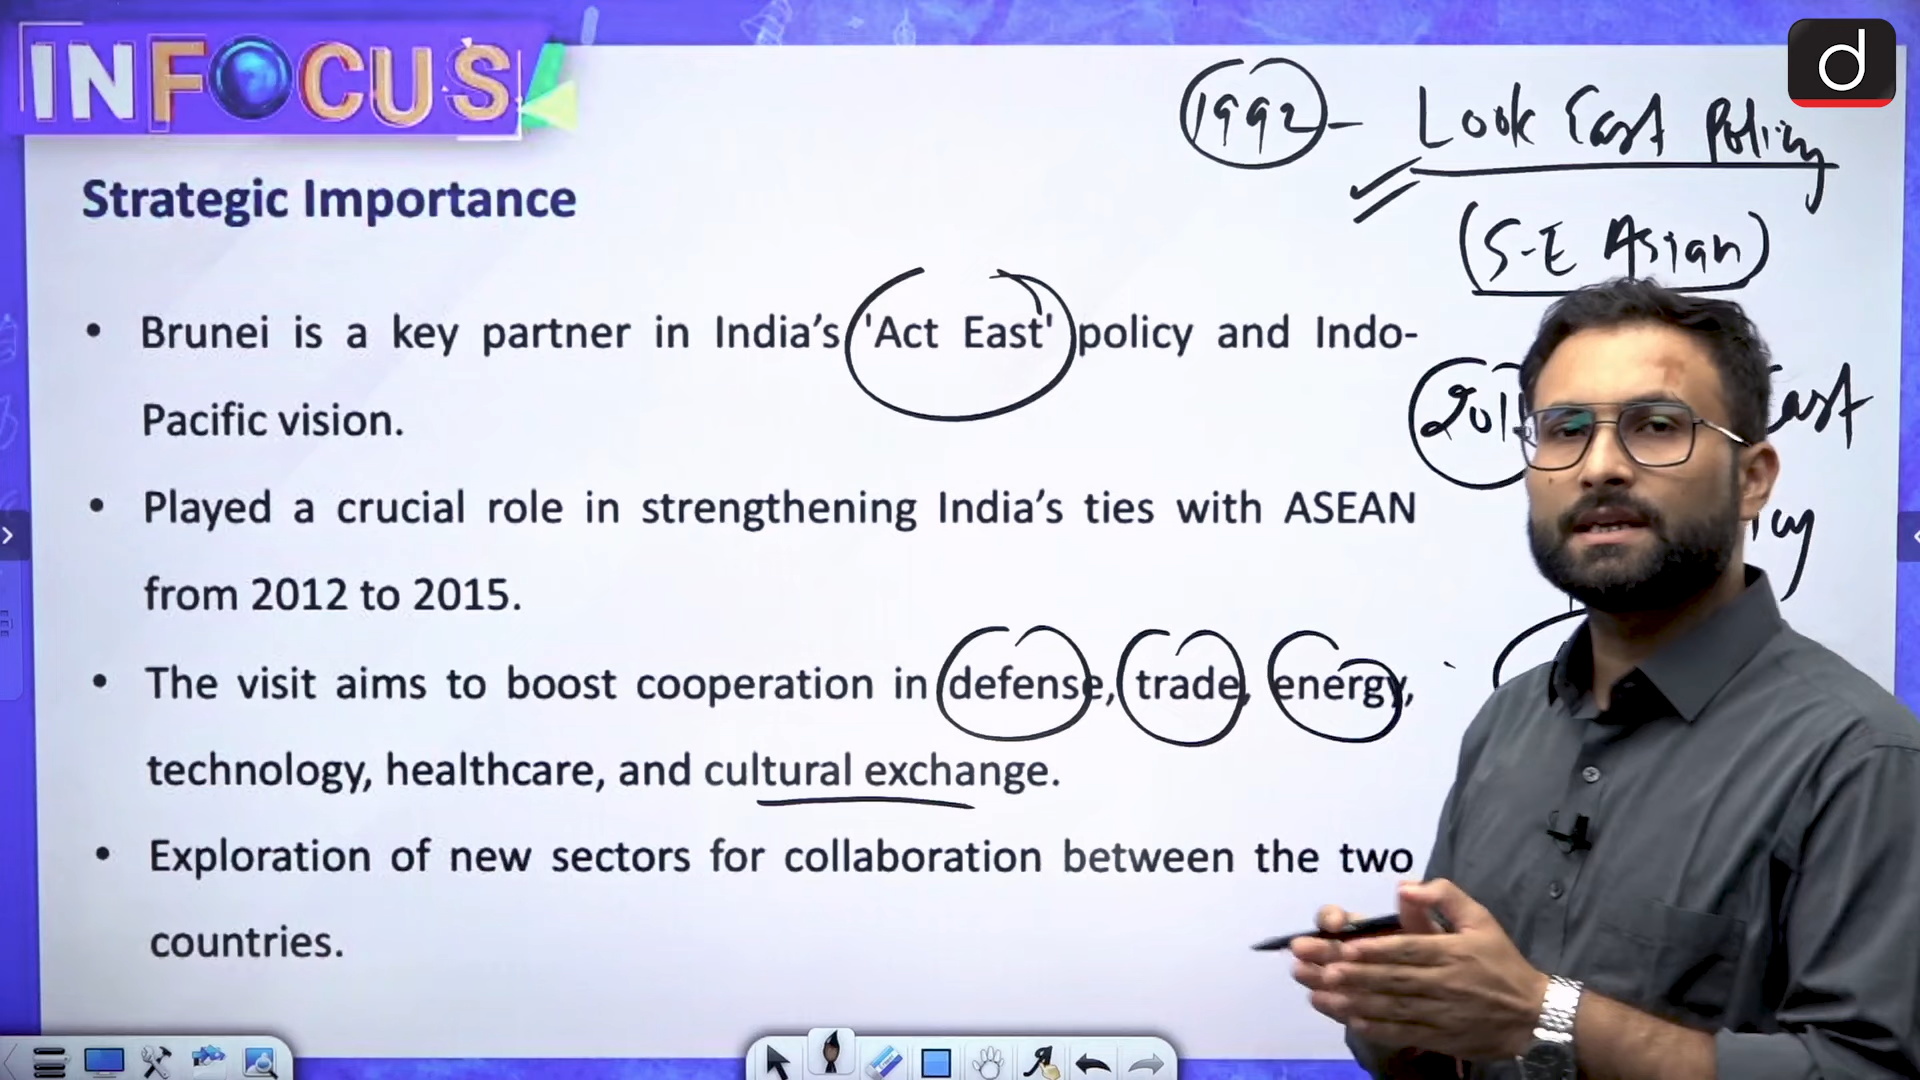 INFOCUS
d
1992 - Look East Policy
(S-E Asian)
Strategic Importance
• Brunei is a key partner in India’s 'Act East' policy and Indo-
Pacific vision.
East
• Played a crucial role in strengthening India’s ties with ASEAN
from 2012 to 2015.
• The visit aims to boost cooperation in defense, trade, energy,
technology, healthcare, and cultural exchange.
• Exploration of new sectors for collaboration between the two
countries.